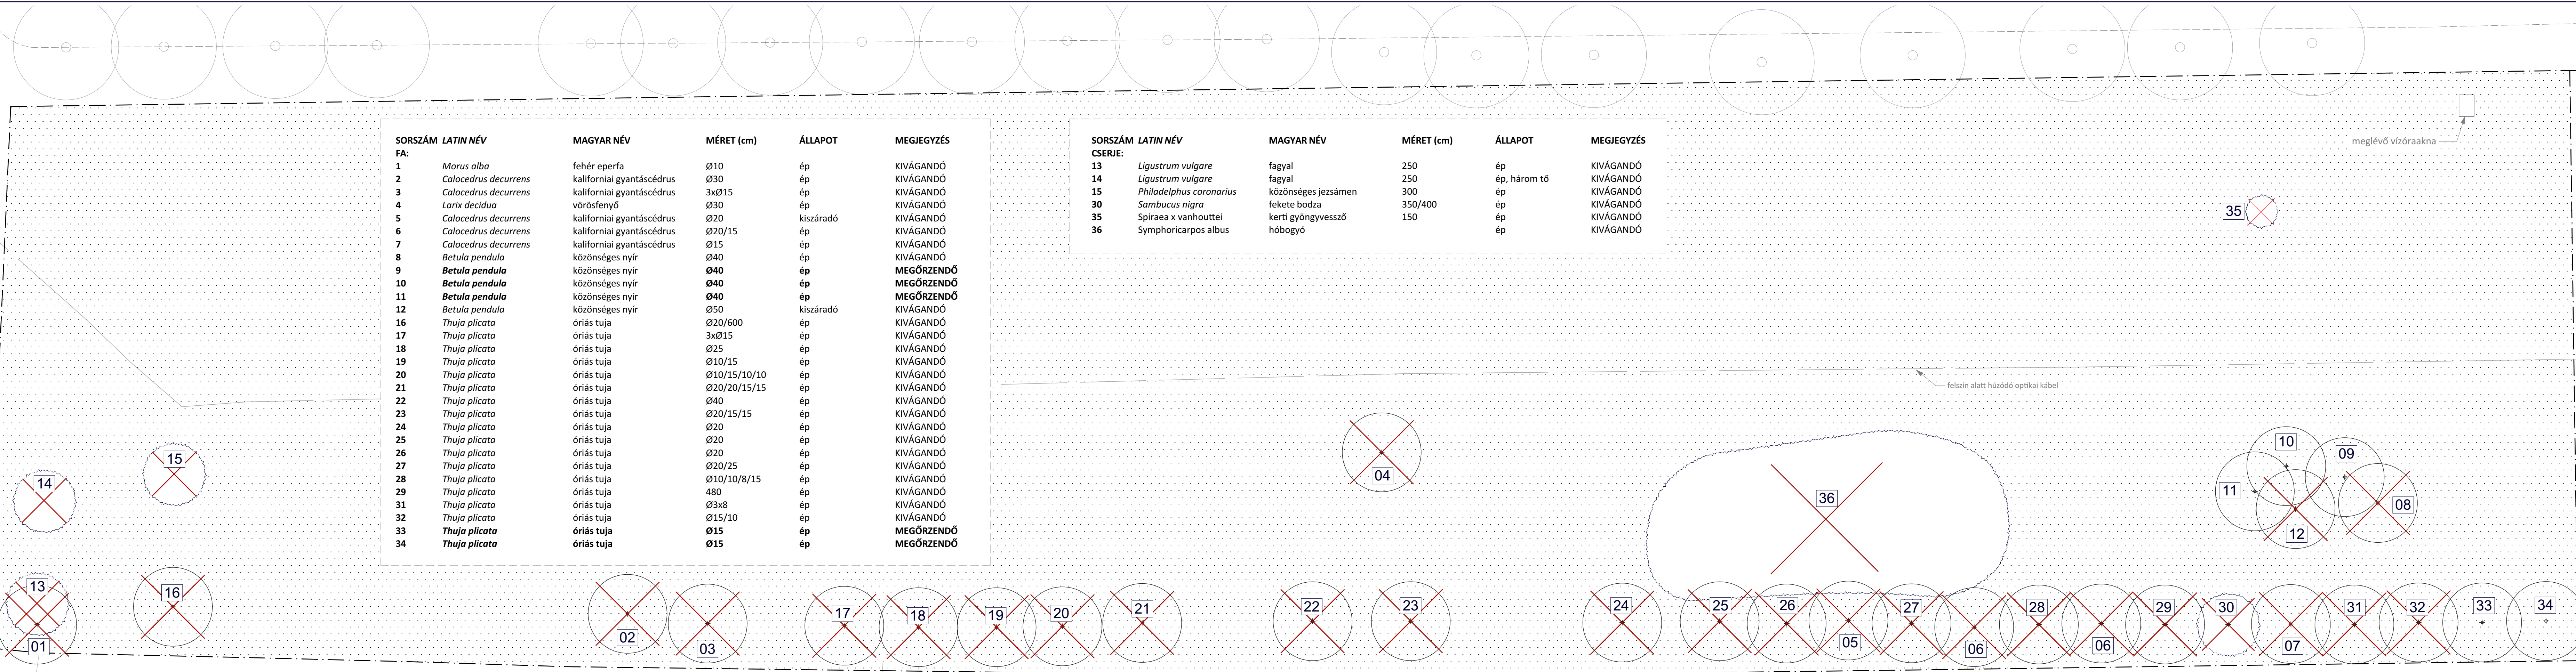 SORSZÁM LATIN NÉV MAGYAR NÉV MÉRET (cm) ÁLLAPOT MEGJEGYZÉS
FA:
1 Morus alba fehér eperfa Ø10 ép KIVÁGANDÓ
2 Calocedrus decurrens kaliforniai gyantáscédrus Ø30 ép KIVÁGANDÓ
3 Calocedrus decurrens kaliforniai gyantáscédrus 3xØ15 ép KIVÁGANDÓ
4 Larix decidua vörösfenyő Ø30 ép KIVÁGANDÓ
5 Calocedrus decurrens kaliforniai gyantáscédrus Ø20 kiszáradó KIVÁGANDÓ
6 Calocedrus decurrens kaliforniai gyantáscédrus Ø20/15 ép KIVÁGANDÓ
7 Calocedrus decurrens kaliforniai gyantáscédrus Ø15 ép KIVÁGANDÓ
8 Betula pendula közönséges nyír Ø40 ép KIVÁGANDÓ
9 Betula pendula közönséges nyír Ø40 ép MEGŐRZENDŐ
10 Betula pendula közönséges nyír Ø40 ép MEGŐRZENDŐ
11 Betula pendula közönséges nyír Ø40 ép MEGŐRZENDŐ
12 Betula pendula közönséges nyír Ø50 kiszáradó KIVÁGANDÓ
16 Thuja plicata óriás tuja Ø20/600 ép KIVÁGANDÓ
17 Thuja plicata óriás tuja 3xØ15 ép KIVÁGANDÓ
18 Thuja plicata óriás tuja Ø25 ép KIVÁGANDÓ
19 Thuja plicata óriás tuja Ø10/15 ép KIVÁGANDÓ
20 Thuja plicata óriás tuja Ø10/15/10/10 ép KIVÁGANDÓ
21 Thuja plicata óriás tuja Ø20/20/15/15 ép KIVÁGANDÓ
22 Thuja plicata óriás tuja Ø40 ép KIVÁGANDÓ
23 Thuja plicata óriás tuja Ø20/15/15 ép KIVÁGANDÓ
24 Thuja plicata óriás tuja Ø20 ép KIVÁGANDÓ
25 Thuja plicata óriás tuja Ø20 ép KIVÁGANDÓ
26 Thuja plicata óriás tuja Ø20 ép KIVÁGANDÓ
27 Thuja plicata óriás tuja Ø20/25 ép KIVÁGANDÓ
28 Thuja plicata óriás tuja Ø10/10/8/15 ép KIVÁGANDÓ
29 Thuja plicata óriás tuja 480 ép KIVÁGANDÓ
31 Thuja plicata óriás tuja Ø3x8 ép KIVÁGANDÓ
32 Thuja plicata óriás tuja Ø15/10 ép KIVÁGANDÓ
33 Thuja plicata óriás tuja Ø15 ép MEGŐRZENDŐ
34 Thuja plicata óriás tuja Ø15 ép MEGŐRZENDŐ
SORSZÁM LATIN NÉV MAGYAR NÉV MÉRET (cm) ÁLLAPOT MEGJEGYZÉS
CSERJE:
13 Ligustrum vulgare fagyal 250 ép KIVÁGANDÓ
14 Ligustrum vulgare fagyal 250 ép, három tő KIVÁGANDÓ
15 Philadelphus coronarius közönséges jezsámen 300 ép KIVÁGANDÓ
30 Sambucus nigra fekete bodza 350/400 ép KIVÁGANDÓ
35 Spiraea x vanhouttei kerti gyöngyvessző 150 ép KIVÁGANDÓ
36 Symphoricarpos albus hóbogyó ép KIVÁGANDÓ
meglévő vízóraakna
35
felszín alatt húzódó optikai kábel
15
14
04
36
10
09
11
08
12
13
01
16
02
03
17
18
19
20
21
22
23
24
25
26
05
27
06
28
06
29
30
07
31
32
33
34